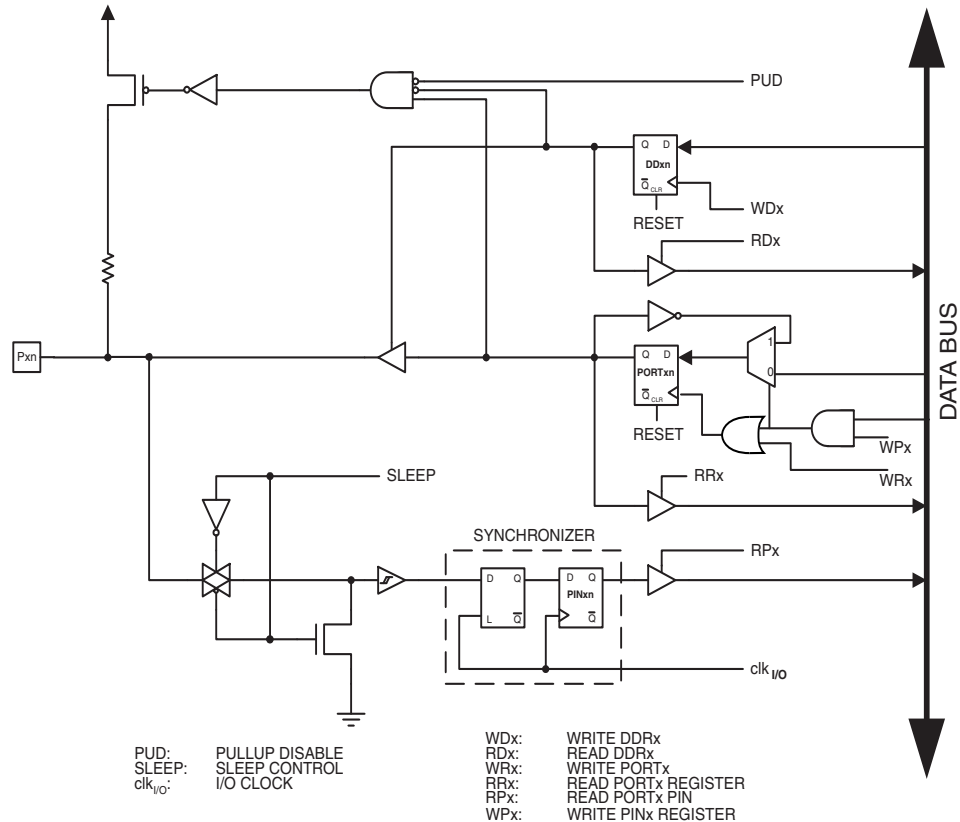 PUD
Q D
DDxn
Q
CLR
WDx
RESET
RDx
1
Pxn
Q D
PORTxn
0
Q
CLR
RESET
WPx
WRx
SLEEP
RRx
SYNCHRONIZER
RPx
D Q
D Q
PINxn
L Q
Q
clk I/O
DATA BUS
PUD: PULLUP DISABLE
SLEEP: SLEEP CONTROL
clkI/O: I/O CLOCK
WDx: WRITE DDRx
RDx: READ DDRx
WRx: WRITE PORTx
RRx: READ PORTx REGISTER
RPx: READ PORTx PIN
WPx: WRITE PINx REGISTER